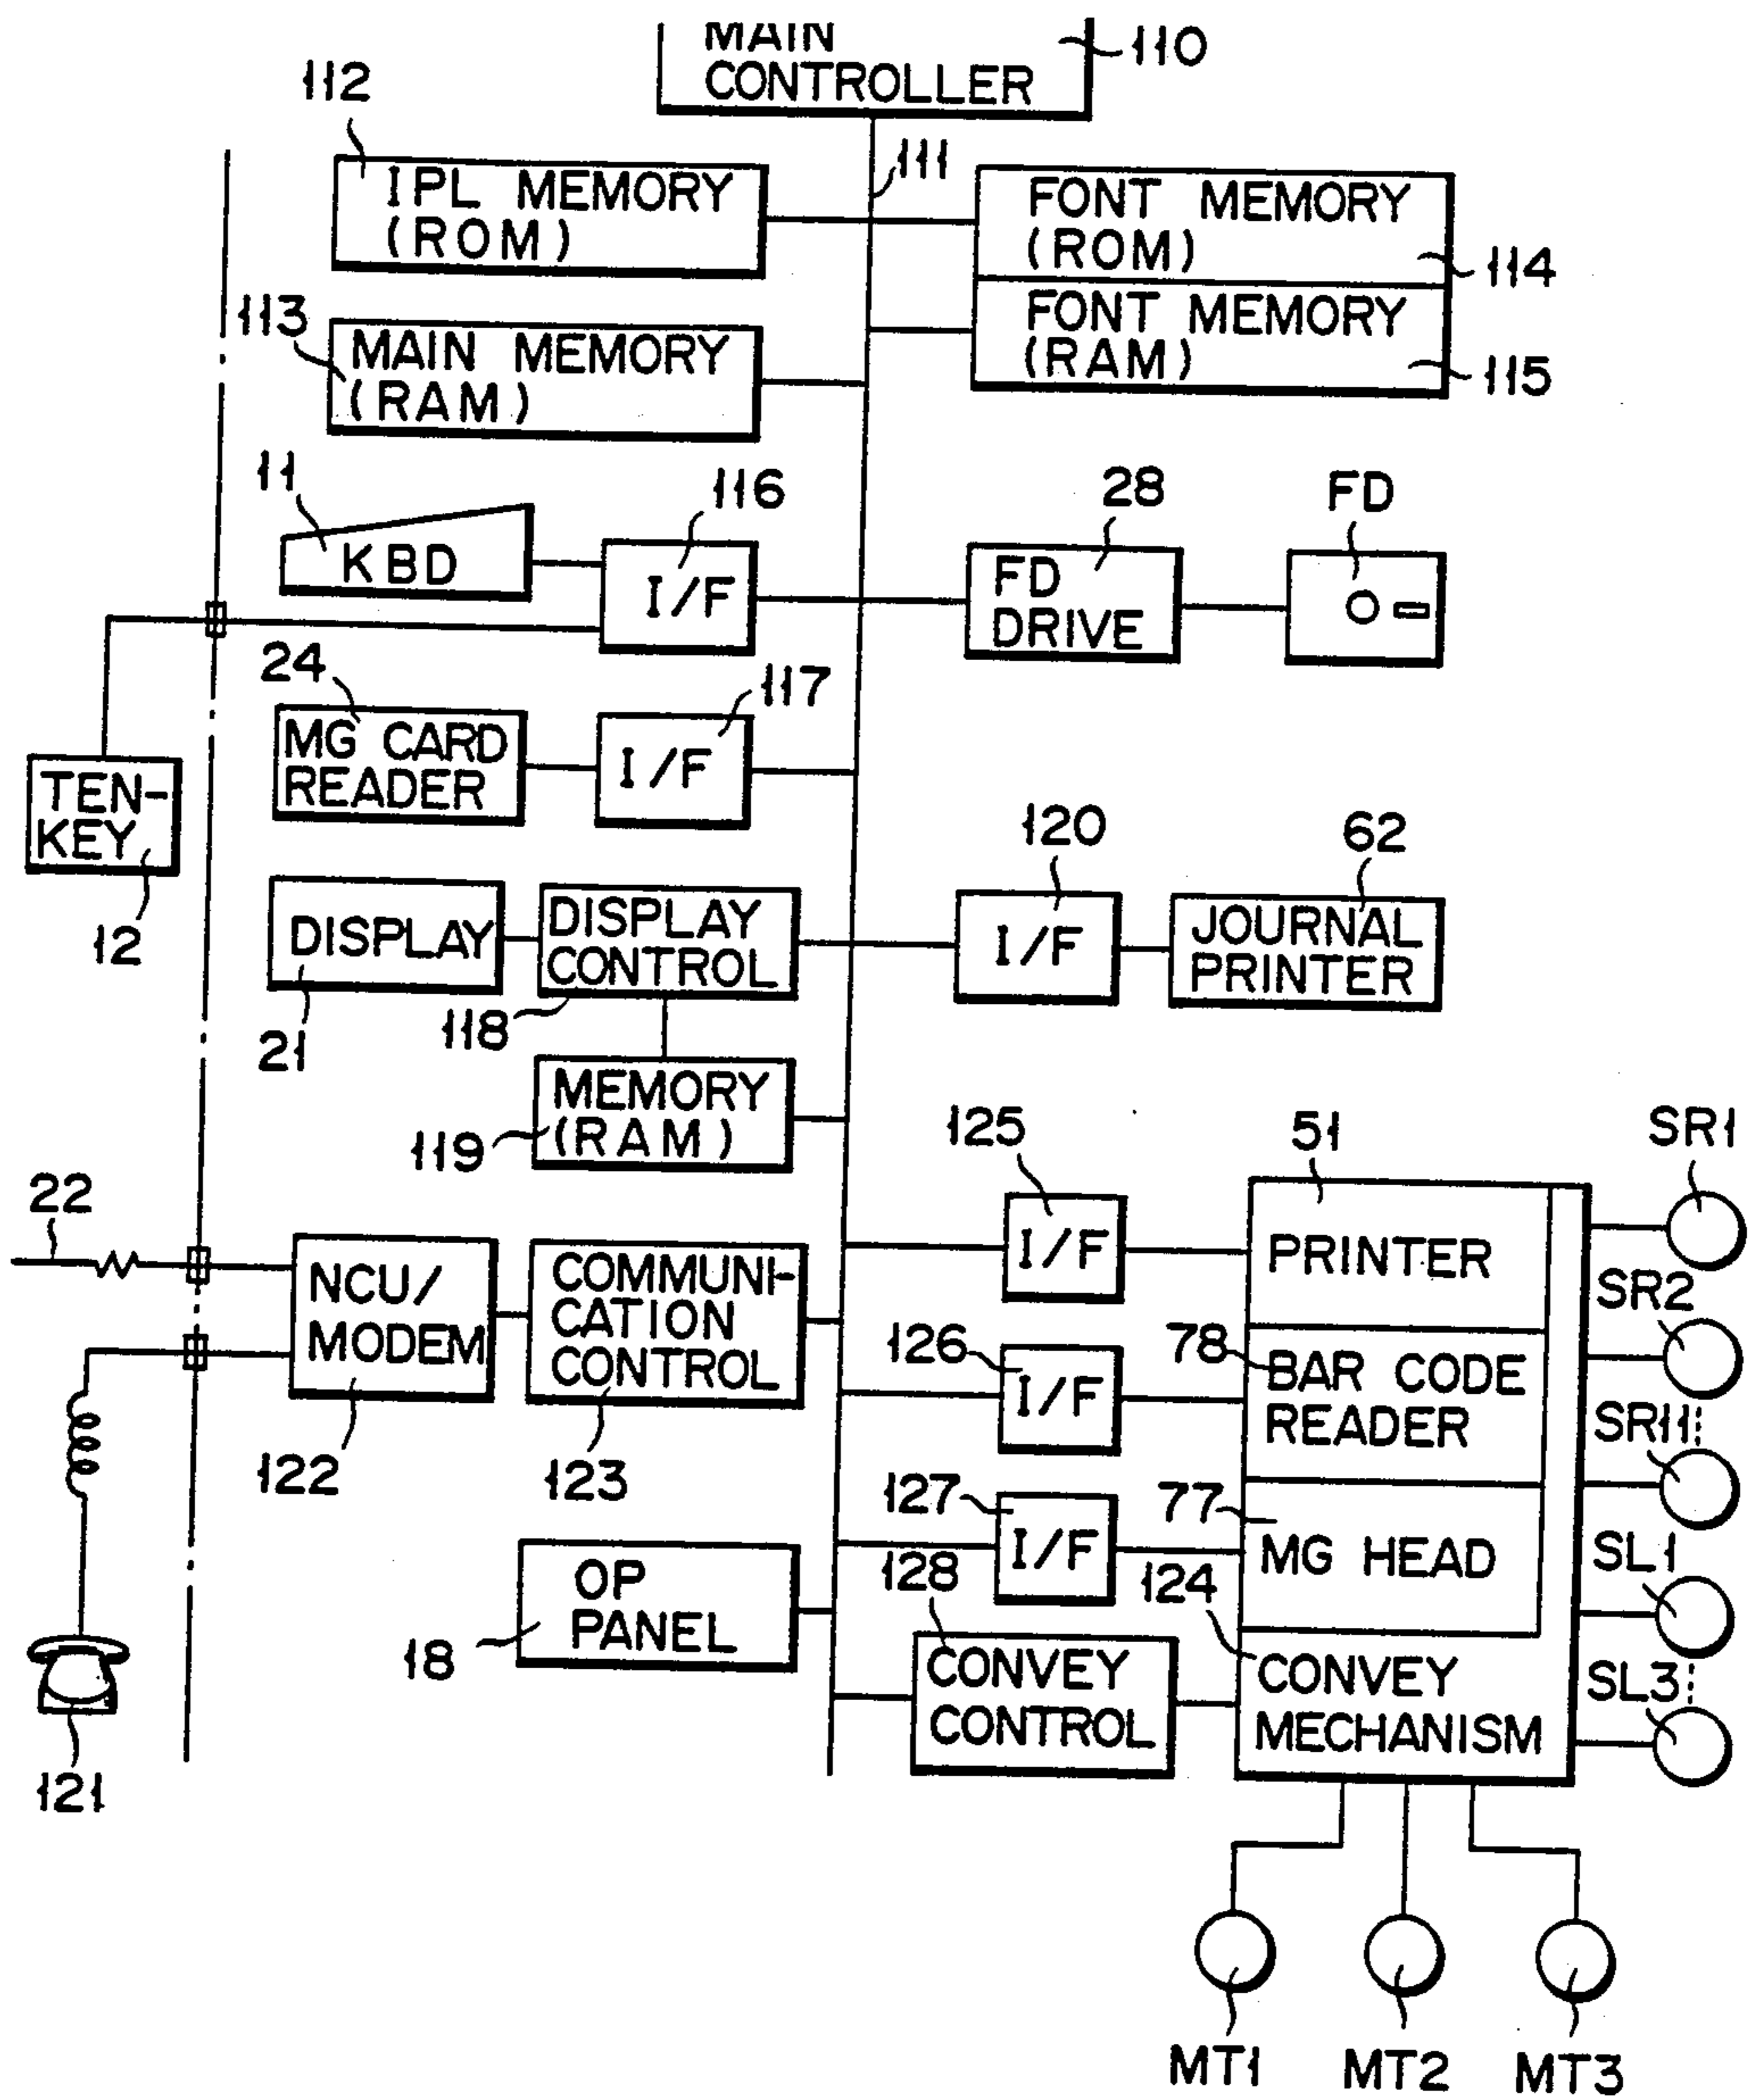 MAIN
CONTROLLER
110
112
111
IPL MEMORY
(ROM)
FONT MEMORY
(ROM)
114
113
MAIN MEMORY
(RAM)
FONT MEMORY
(RAM)
115
11
KBD
116
I/F
28
FD
DRIVE
FD
24
MG CARD
READER
117
I/F
TEN-
KEY
12
120
I/F
62
JOURNAL
PRINTER
DISPLAY
21
DISPLAY
CONTROL
118
MEMORY
(RAM)
119
125
I/F
51
PRINTER
SR1
22
NCU/
MODEM
122
COMMUNI-
CATION
CONTROL
123
SR2
126
I/F
78
BAR CODE
READER
SR11
127
I/F
77
MG HEAD
SL1
OP
PANEL
18
128
CONVEY
CONTROL
124
CONVEY
MECHANISM
SL3
121
MT1
MT2
MT3